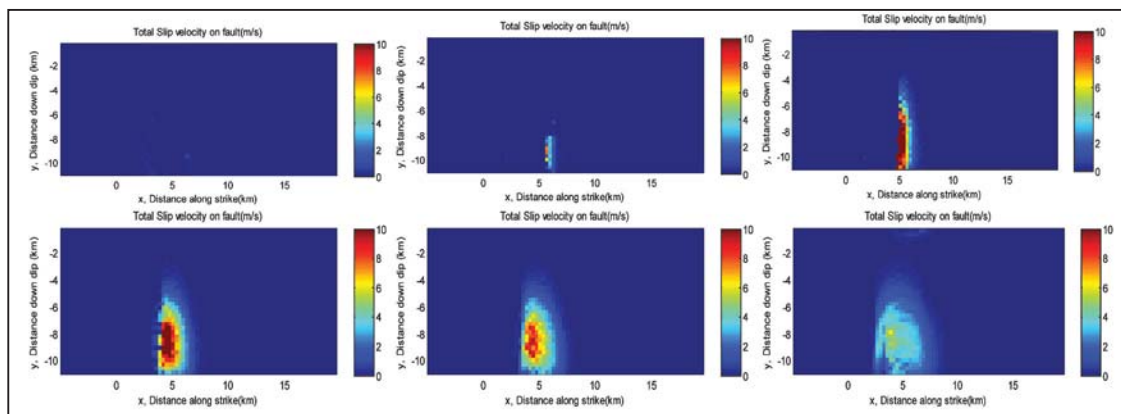 Total Slip velocity on fault(m/s)
y, Distance down dip (km)
-2
-4
-6
-8
-10
0 5 10 15
x, Distance along strike(km)
10
8
6
4
2
0
Total Slip velocity on fault(m/s)
y, Distance down dip (km)
-2
-4
-6
-8
-10
0 5 10 15
x, Distance along strike(km)
10
8
6
4
2
0
Total Slip velocity on fault(m/s)
y, Distance down dip (km)
-2
-4
-6
-8
-10
0 5 10 15
x, Distance along strike(km)
10
8
6
4
2
0
Total Slip velocity on fault(m/s)
y, Distance down dip (km)
-2
-4
-6
-8
-10
0 5 10 15
x, Distance along strike(km)
10
8
6
4
2
0
Total Slip velocity on fault(m/s)
y, Distance down dip (km)
-2
-4
-6
-8
-10
0 5 10 15
x, Distance along strike(km)
10
8
6
4
2
0
Total Slip velocity on fault(m/s)
y, Distance down dip (km)
-2
-4
-6
-8
-10
0 5 10 15
x, Distance along strike(km)
10
8
6
4
2
0